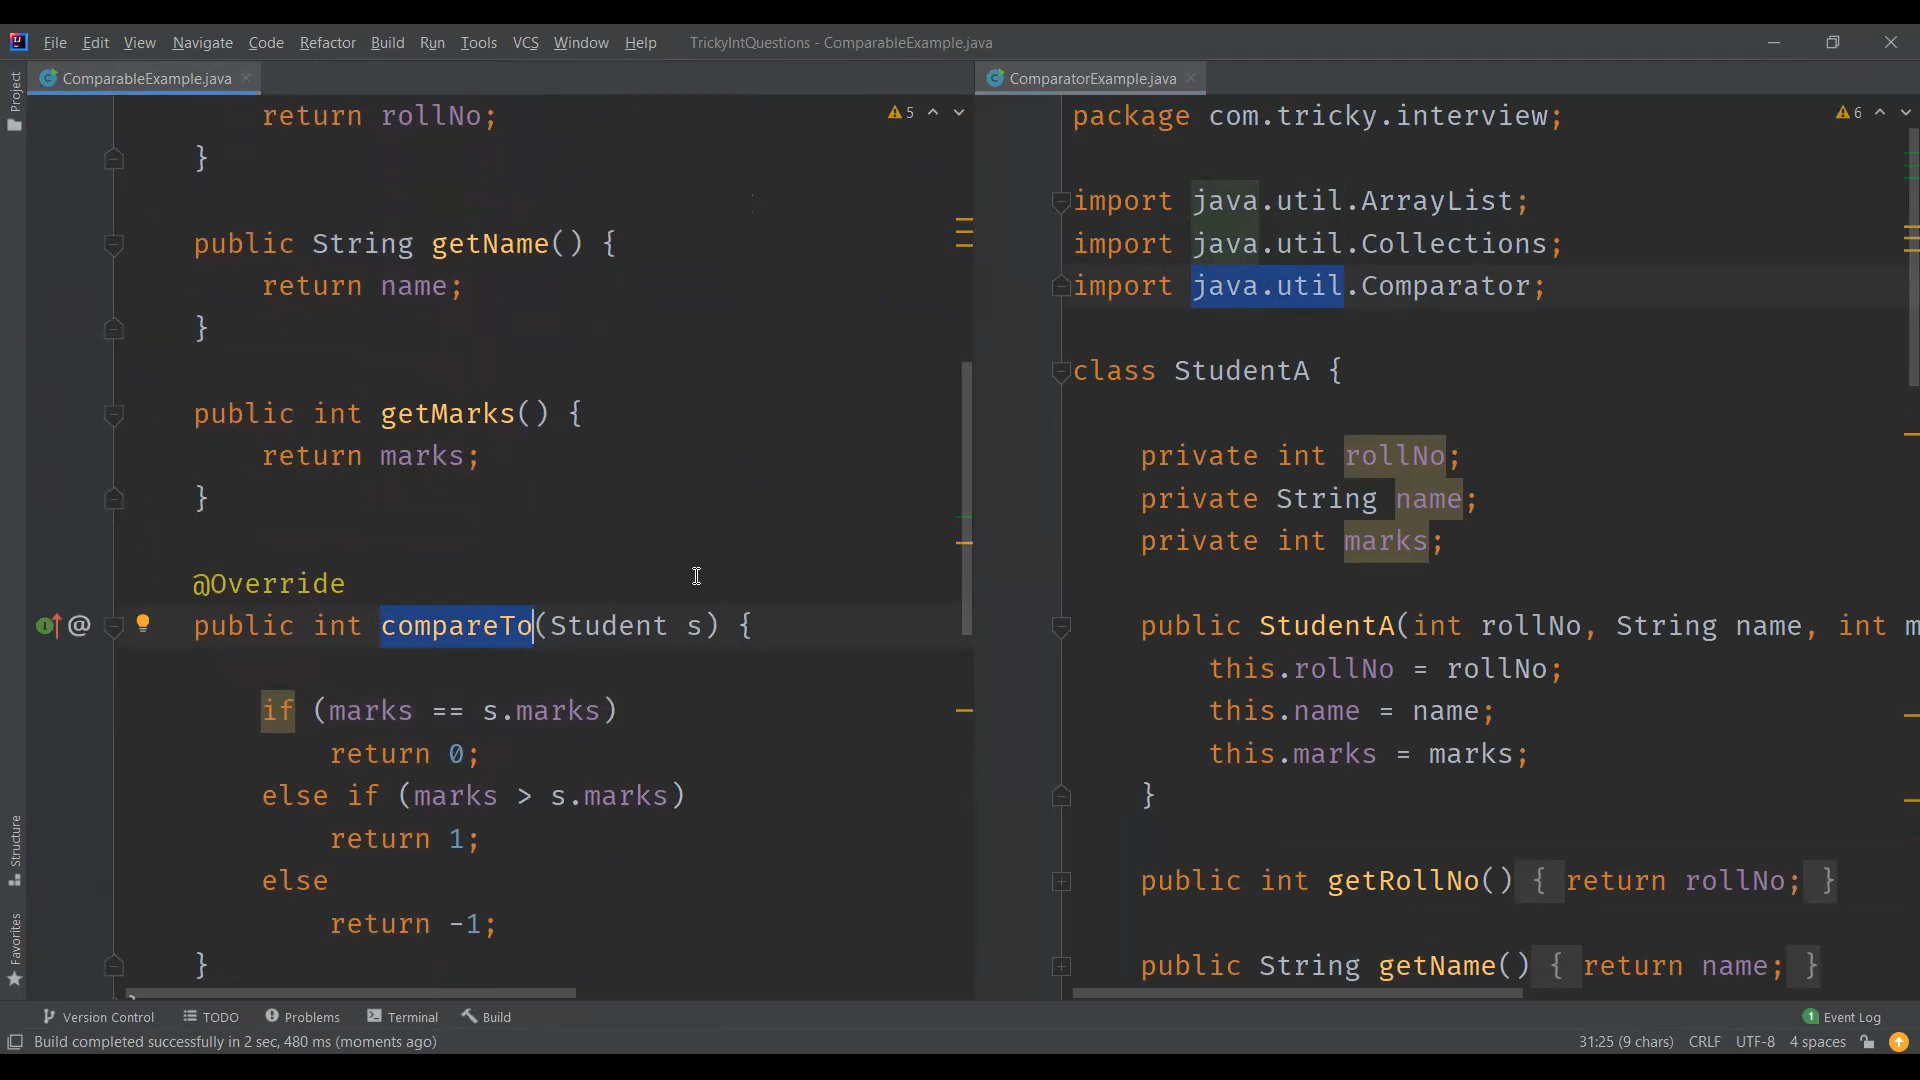 File Edit View Navigate Code Refactor Build Run Tools VCS Window Help TrickyIntQuestions - ComparableExample.java
ComparableExample.java
ComparatorExample.java
Project
Structure
Favorites
5
return rollNo;
}
public String getName() {
return name;
}
public int getMarks() {
return marks;
}
@Override
public int compareTo(Student s) {
if (marks == s.marks)
return 0;
else if (marks > s.marks)
return 1;
else
return -1;
}
6
package com.tricky.interview;
import java.util.ArrayList;
import java.util.Collections;
import java.util.Comparator;
class StudentA {
private int rollNo;
private String name;
private int marks;
public StudentA(int rollNo, String name, int m
this.rollNo = rollNo;
this.name = name;
this.marks = marks;
}
public int getRollNo() { return rollNo; }
public String getName() { return name; }
Version Control TODO Problems Terminal Build 1 Event Log
Build completed successfully in 2 sec, 480 ms (moments ago) 31:25 (9 chars) CRLF UTF-8 4 spaces